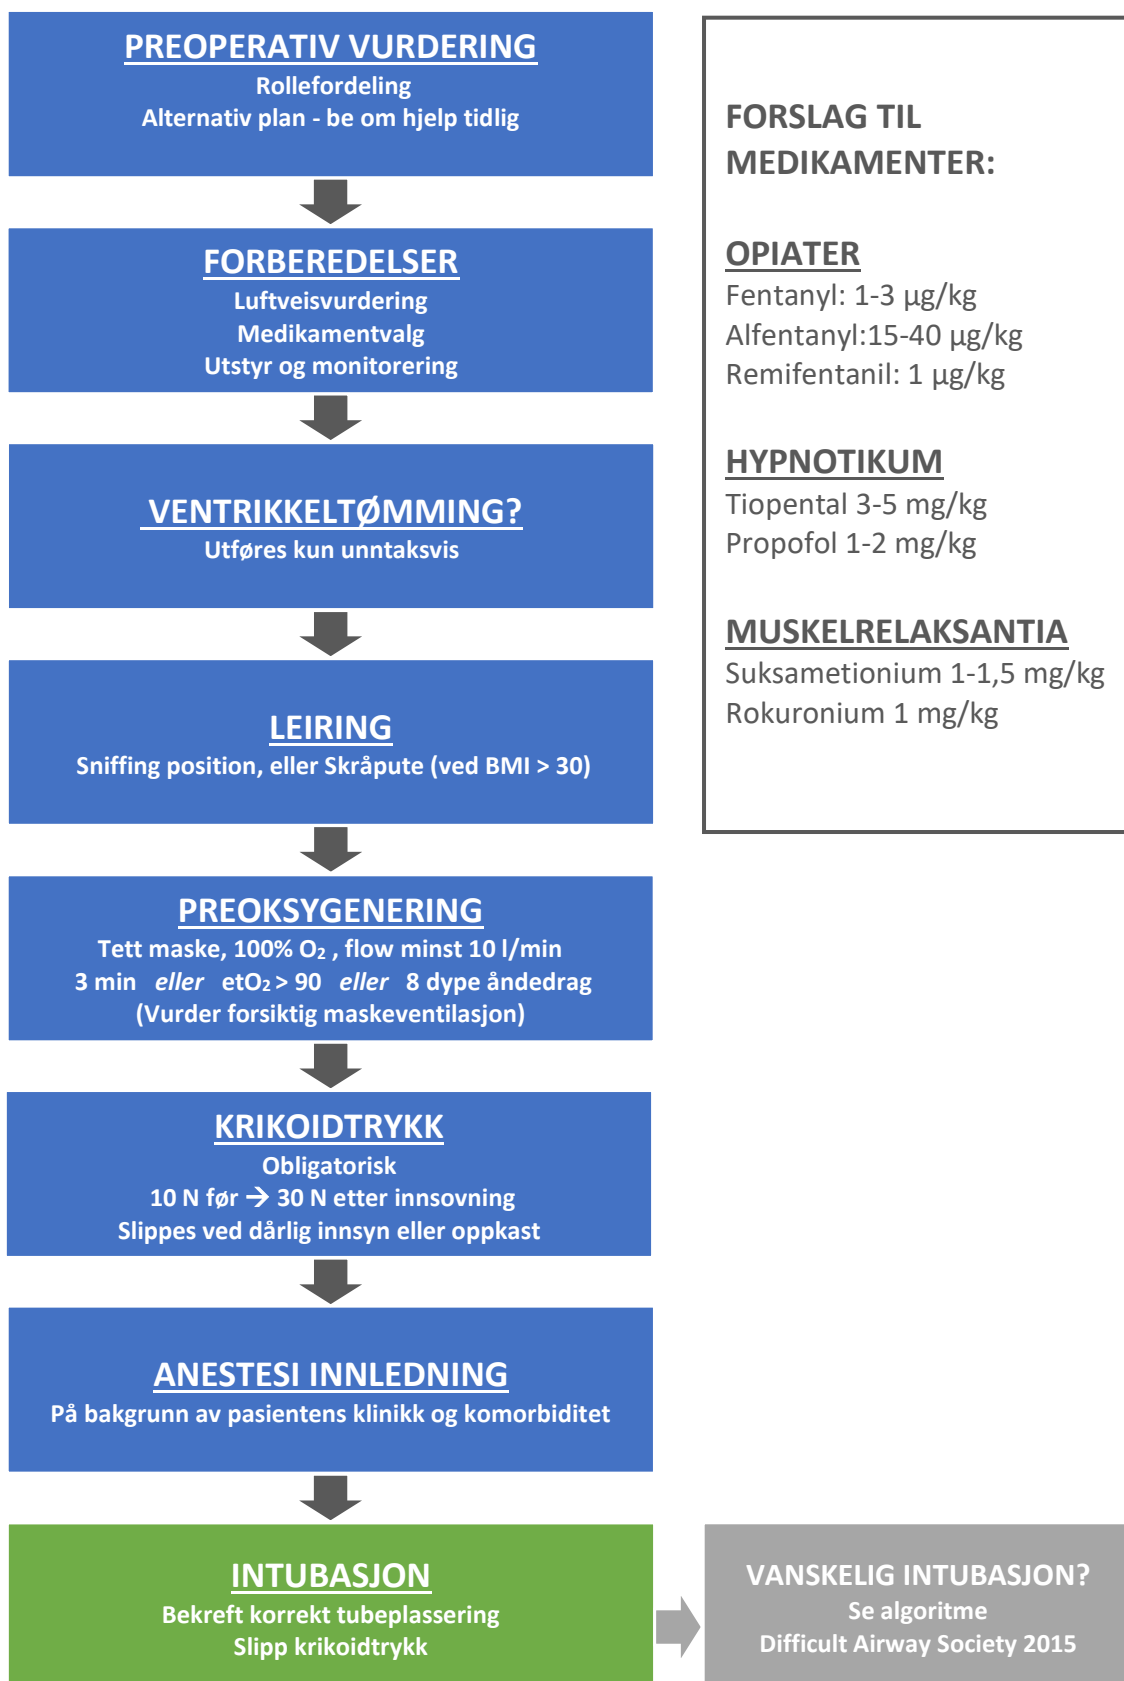 PREOPERATIV VURDERING
Rollefordeling
Alternativ plan - be om hjelp tidlig
FORBEREDELSER
Luftveisvurdering
Medikamentvalg
Utstyr og monitorering
VENTRIKKELTØMMING?
Utføres kun unntaksvis
LEIRING
Sniffing position, eller Skråpute (ved BMI > 30)
PREOKSYGENERING
Tett maske, 100% O₂ , flow minst 10 l/min
3 min eller etO₂ > 90 eller 8 dype åndedrag
(Vurder forsiktig maskeventilasjon)
KRIKOIDTRYKK
Obligatorisk
10 N før → 30 N etter innsovning
Slippes ved dårlig innsyn eller oppkast
ANESTESI INNLEDNING
På bakgrunn av pasientens klinikk og komorbiditet
INTUBASJON
Bekreft korrekt tubeplassering
Slipp krikoidtrykk
VANSKELIG INTUBASJON?
Se algoritme
Difficult Airway Society 2015
FORSLAG TIL
MEDIKAMENTER:
OPIATER
Fentanyl: 1-3 µg/kg
Alfentanyl:15-40 µg/kg
Remifentanil: 1 µg/kg
HYPNOTIKUM
Tiopental 3-5 mg/kg
Propofol 1-2 mg/kg
MUSKELRELAKSANTIA
Suksametionium 1-1,5 mg/kg
Rokuronium 1 mg/kg